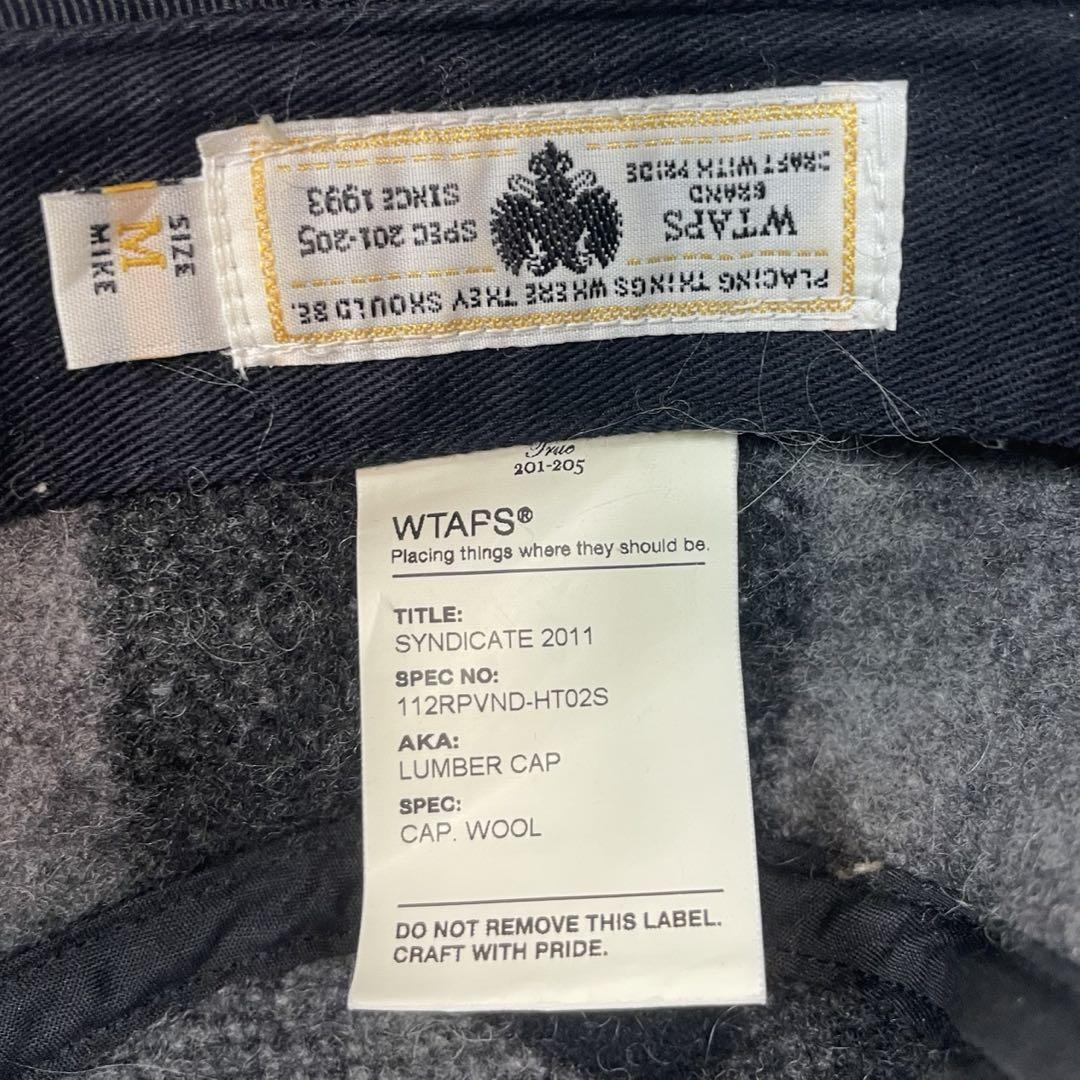 PLACING THINGS WHERE THEY SHOULD BE.
WTAPS
BRAND
CRAFT WITH PRIDE
SPEC 201-205
SINCE 1993
SIZE
M
MIKE
True
201-205
WTAPS®
Placing things where they should be.
TITLE:
SYNDICATE 2011
SPEC NO:
112RPVND-HT02S
AKA:
LUMBER CAP
SPEC:
CAP. WOOL
DO NOT REMOVE THIS LABEL.
CRAFT WITH PRIDE.